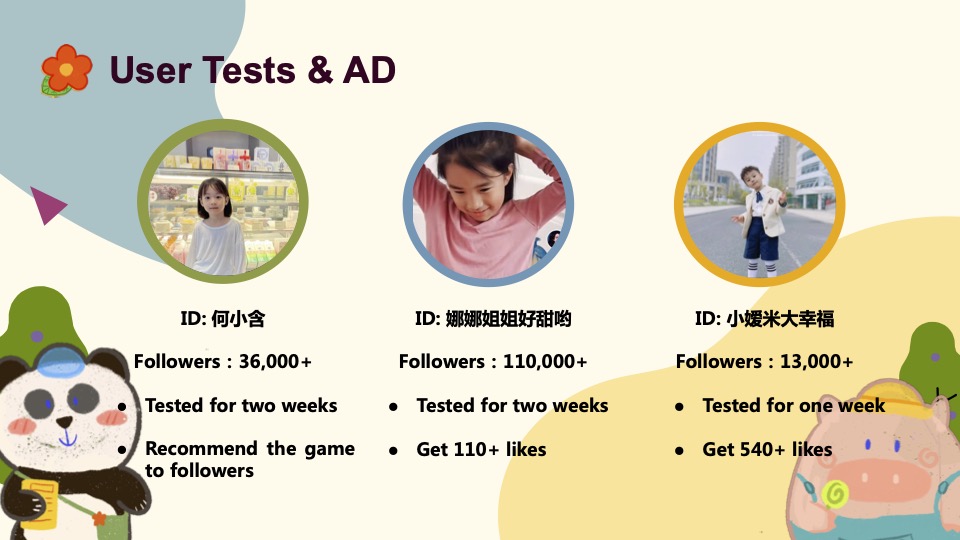 User Tests & AD
ID: 何小含
Followers：36,000+
● Tested for two weeks
● Recommend the game
to followers
ID: 娜娜姐姐好甜哟
Followers：110,000+
● Tested for two weeks
● Get 110+ likes
ID: 小嫒米大幸福
Followers：13,000+
● Tested for one week
● Get 540+ likes